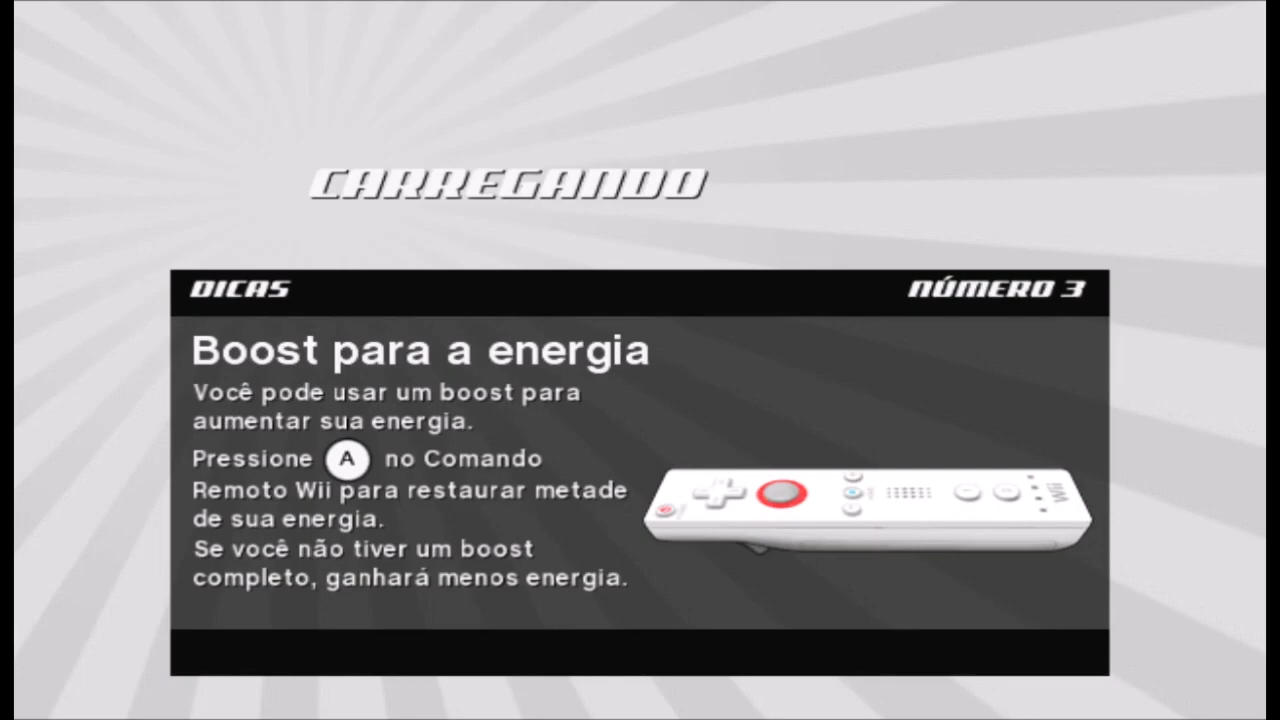 CARREGANDO
DICAS
NÚMERO 3
Boost para a energia
Você pode usar um boost para
aumentar sua energia.
Pressione A no Comando
Remoto Wii para restaurar metade
de sua energia.
Se você não tiver um boost
completo, ganhará menos energia.
Wii